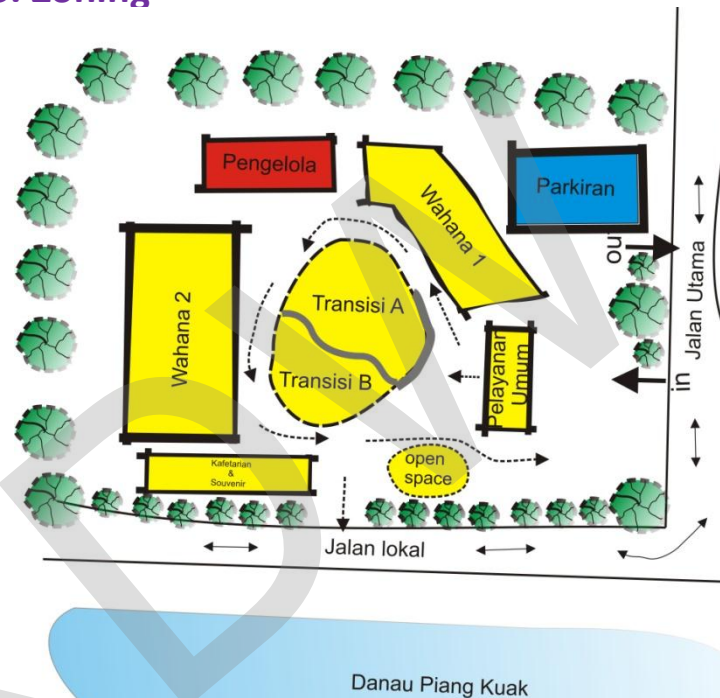 Zoning
Pengelola
Wahana 1
Parkiran
out
Jalan Utama
Wahana 2
Transisi A
Transisi B
Pelayanan
Umum
in
Kafetarian
&
Souvenir
open
space
Jalan lokal
Danau Piang Kuak